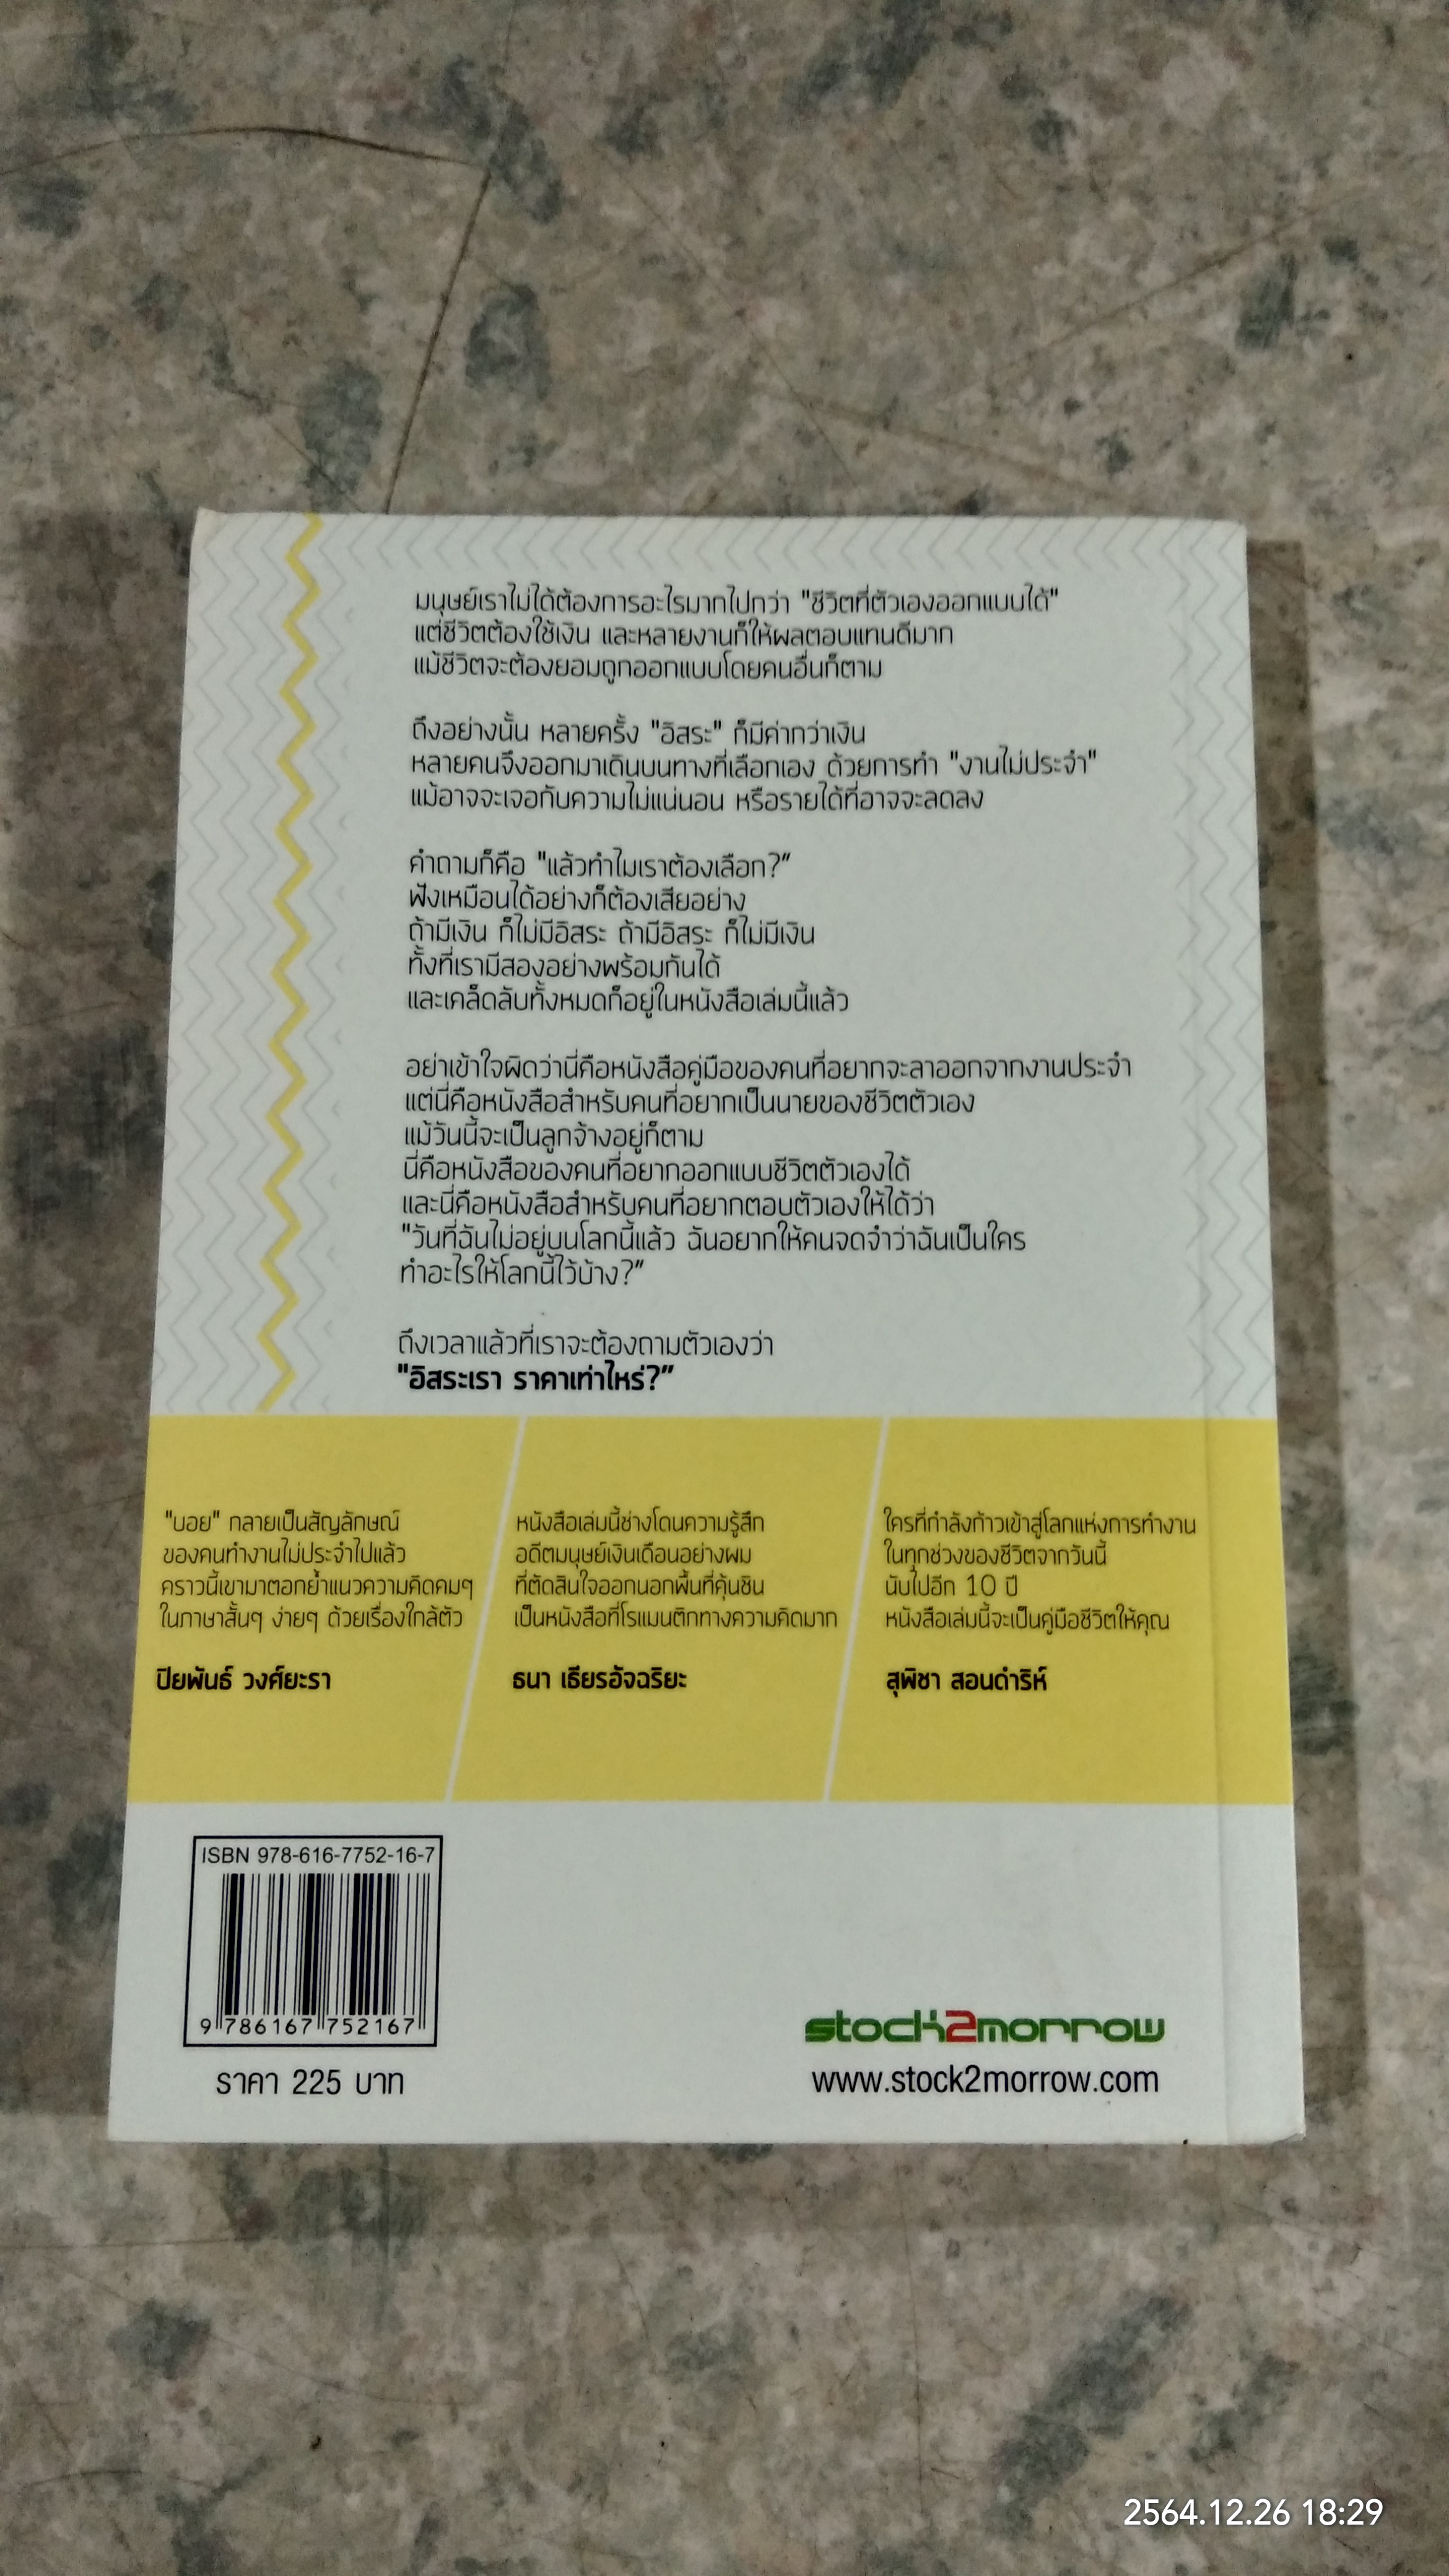 มนุษย์เราไม่ได้ต้องการอะไรมากไปกว่า "ชีวิตที่ตัวเองออกแบบได้"
แต่ชีวิตต้องใช้เงิน และหลายงานก็ให้ผลตอบแทนดีมาก
แม้ชีวิตจะต้องยอมถูกออกแบบโดยคนอื่นก็ตาม
ถึงอย่างนั้น หลายครั้ง "อิสระ" ก็มีค่ากว่าเงิน
หลายคนจึงออกมาเดินบนทางที่เลือกเอง ด้วยการทำ "งานไม่ประจำ"
แม้อาจจะเจอกับความไม่แน่นอน หรือรายได้ที่อาจจะลดลง
คำถามก็คือ "แล้วทำไมเราต้องเลือก?"
ฟังเหมือนได้อย่างก็ต้องเสียอย่าง
ถ้ามีเงิน ก็ไม่มีอิสระ ถ้ามีอิสระ ก็ไม่มีเงิน
ทั้งที่เรามีสองอย่างพร้อมกันได้
และเคล็ดลับทั้งหมดก็อยู่ในหนังสือเล่มนี้แล้ว
อย่าเข้าใจผิดว่านี่คือหนังสือคู่มือของคนที่อยากจะลาออกจากงานประจำ
แต่นี่คือหนังสือสำหรับคนที่อยากเป็นนายของชีวิตตัวเอง
แม้วันนี้จะเป็นลูกจ้างอยู่ก็ตาม
นี่คือหนังสือของคนที่อยากออกแบบชีวิตตัวเองได้
และนี่คือหนังสือสำหรับคนที่อยากตอบตัวเองให้ได้ว่า
"วันที่ฉันไม่อยู่บนโลกนี้แล้ว ฉันอยากให้คนจดจำว่าฉันเป็นใคร
ทำอะไรให้โลกนี้ไว้บ้าง?"
ถึงเวลาแล้วที่เราจะต้องถามตัวเองว่า
"อิสระเรา ราคาเท่าไหร่?"
"บอย" กลายเป็นสัญลักษณ์
ของคนทำงานไม่ประจำไปแล้ว
คราวนี้เขามาตอกย้ำแนวความคิดคมๆ
ในภาษาสั้นๆ ง่ายๆ ด้วยเรื่องใกล้ตัว
ปิยพันธ์ วงศ์ยะรา
หนังสือเล่มนี้ช่างโดนความรู้สึก
อดีตมนุษย์เงินเดือนอย่างผม
ที่ตัดสินใจออกนอกพื้นที่คุ้นชิน
เป็นหนังสือที่โรแมนติกทางความคิดมาก
ธนา เธียรอัจฉริยะ
ใครที่กำลังก้าวเข้าสู่โลกแห่งการทำงาน
ในทุกช่วงของชีวิตจากวันนี้
นับไปอีก 10 ปี
หนังสือเล่มนี้จะเป็นคู่มือชีวิตให้คุณ
สุพิชา สอนดำริห์
ISBN 978-616-7752-16-7
9 786167 752167
ราคา 225 บาท
stock2morrow
www.stock2morrow.com
2564.12.26 18:29